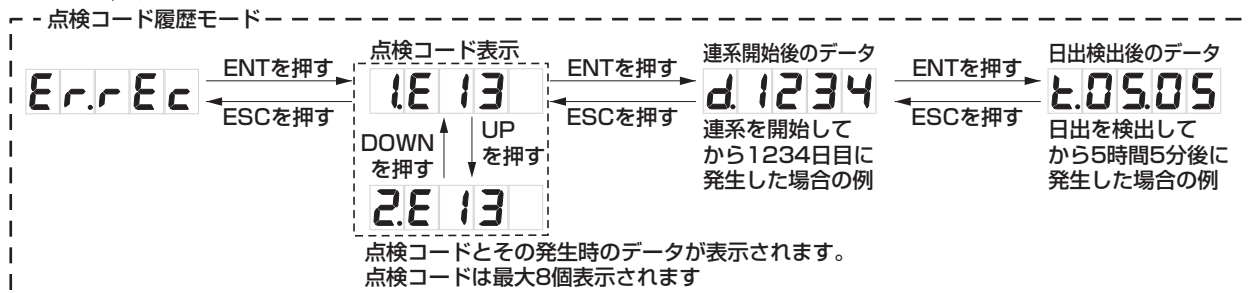 点検コード履歴モード
Er.rEc
ENTを押す
ESCを押す
点検コード表示
1.E13
DOWN
を押す
UP
を押す
2.E13
点検コードとその発生時のデータが表示されます。
点検コードは最大8個表示されます
ENTを押す
ESCを押す
連系開始後のデータ
d.1234
連系を開始して
から1234日目に
発生した場合の例
ENTを押す
ESCを押す
日出検出後のデータ
t.05.05
日出を検出して
から5時間5分後に
発生した場合の例